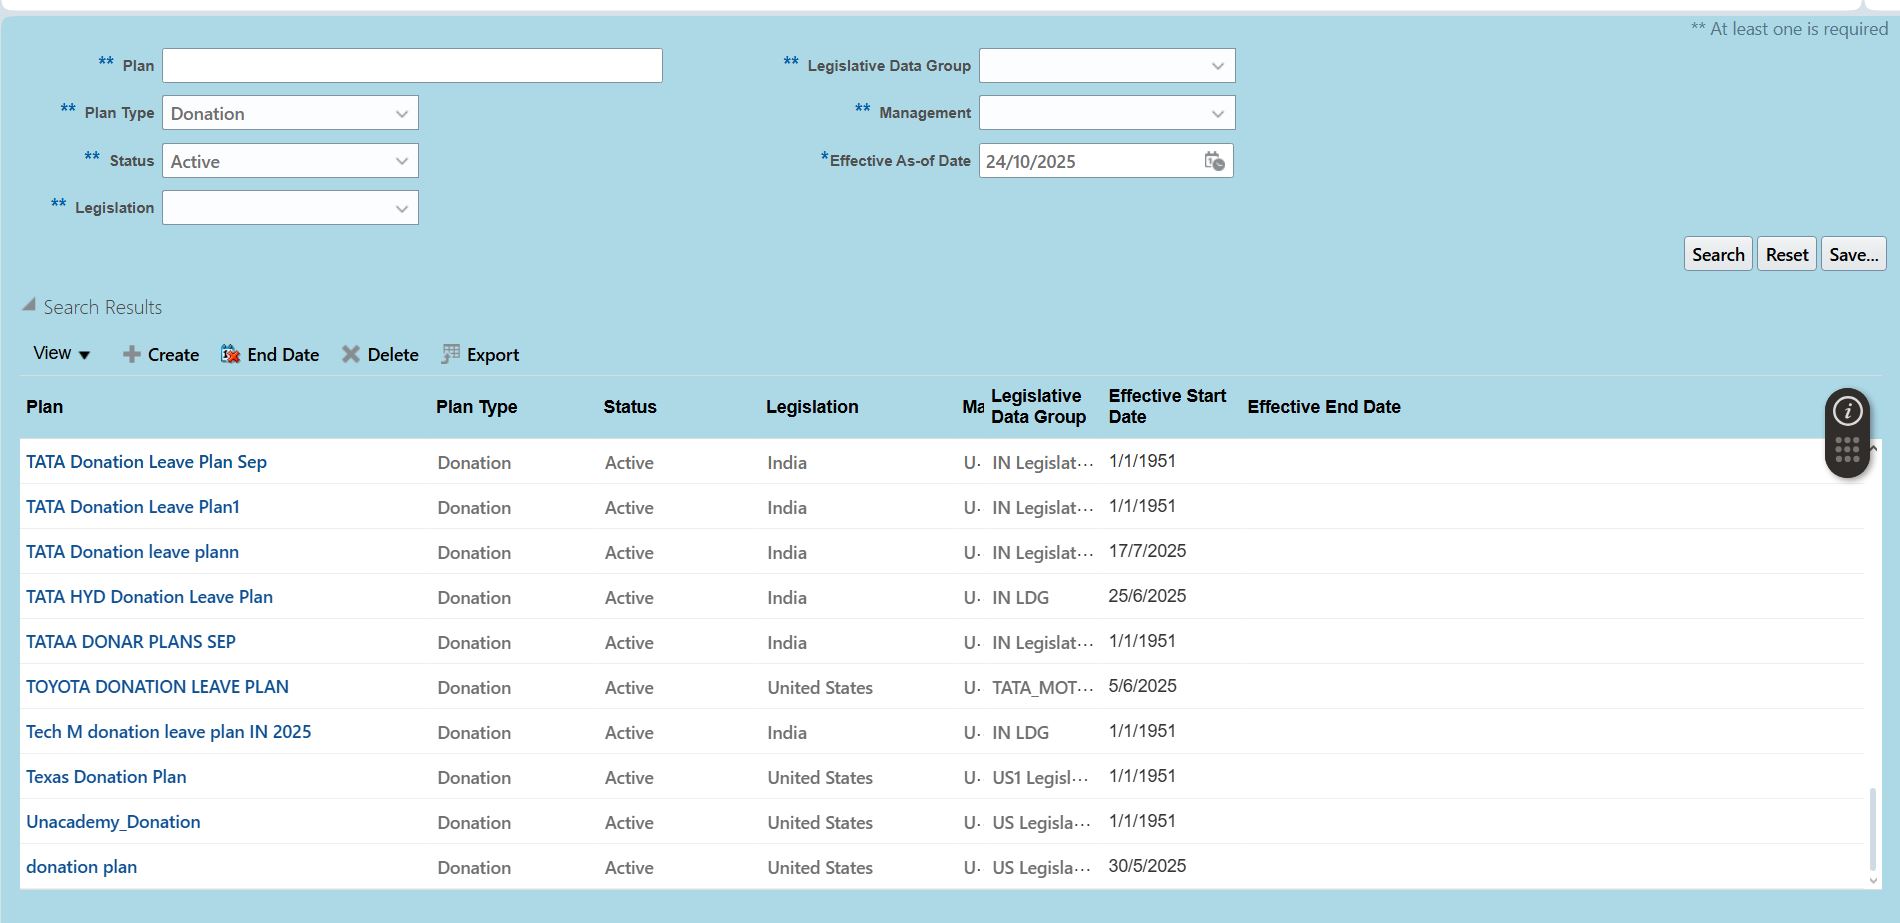 ** At least one is required
** Plan
** Legislative Data Group
** Plan Type Donation
** Management
** Status Active
*Effective As-of Date 24/10/2025
** Legislation
Search Reset Save...
Search Results
View Create End Date Delete Export
Plan Plan Type Status Legislation Ma Legislative Data Group Effective Start Date Effective End Date
TATA Donation Leave Plan Sep Donation Active India U· IN Legislat··· 1/1/1951
TATA Donation Leave Plan1 Donation Active India U· IN Legislat··· 1/1/1951
TATA Donation leave plann Donation Active India U· IN Legislat··· 17/7/2025
TATA HYD Donation Leave Plan Donation Active India U· IN LDG 25/6/2025
TATAA DONAR PLANS SEP Donation Active India U· IN Legislat··· 1/1/1951
TOYOTA DONATION LEAVE PLAN Donation Active United States U· TATA_MOT··· 5/6/2025
Tech M donation leave plan IN 2025 Donation Active India U· IN LDG 1/1/1951
Texas Donation Plan Donation Active United States U· US1 Legisl··· 1/1/1951
Unacademy_Donation Donation Active United States U· US Legisla··· 1/1/1951
donation plan Donation Active United States U· US Legisla··· 30/5/2025